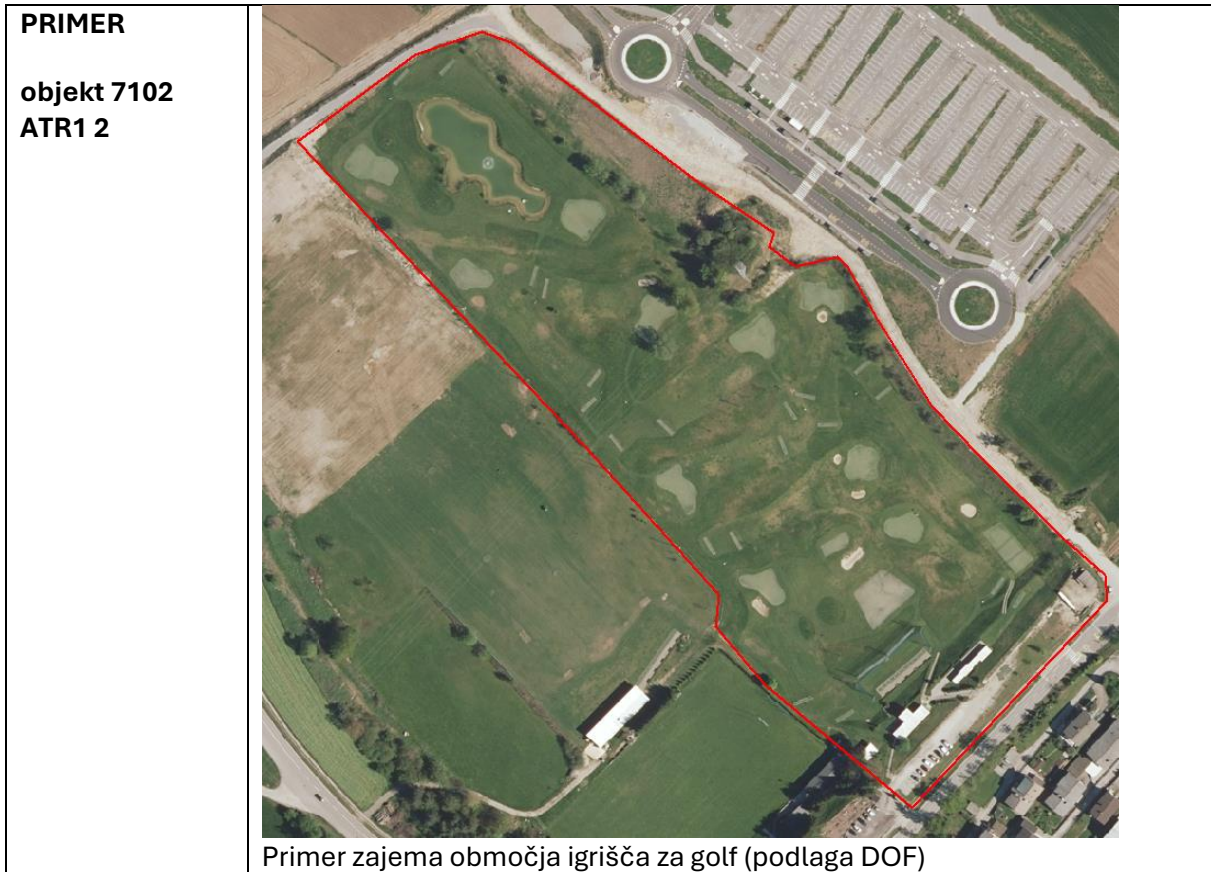 PRIMER
objekt 7102
ATR1 2
Primer zajema območja igrišča za golf (podlaga DOF)